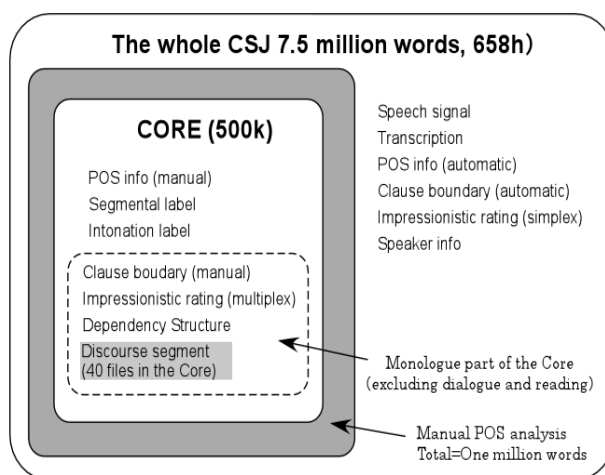 The whole CSJ 7.5 million words, 658h)
CORE (500k)
POS info (manual)
Segmental label
Intonation label
Clause boudary (manual)
Impressionistic rating (multiplex)
Dependency Structure
Discourse segment
(40 files in the Core)
Speech signal
Transcription
POS info (automatic)
Clause boundary (automatic)
Impressionistic rating (simplex)
Speaker info
Monologue part of the Core
(excluding dialogue and reading)
Manual POS analysis
Total=One million words